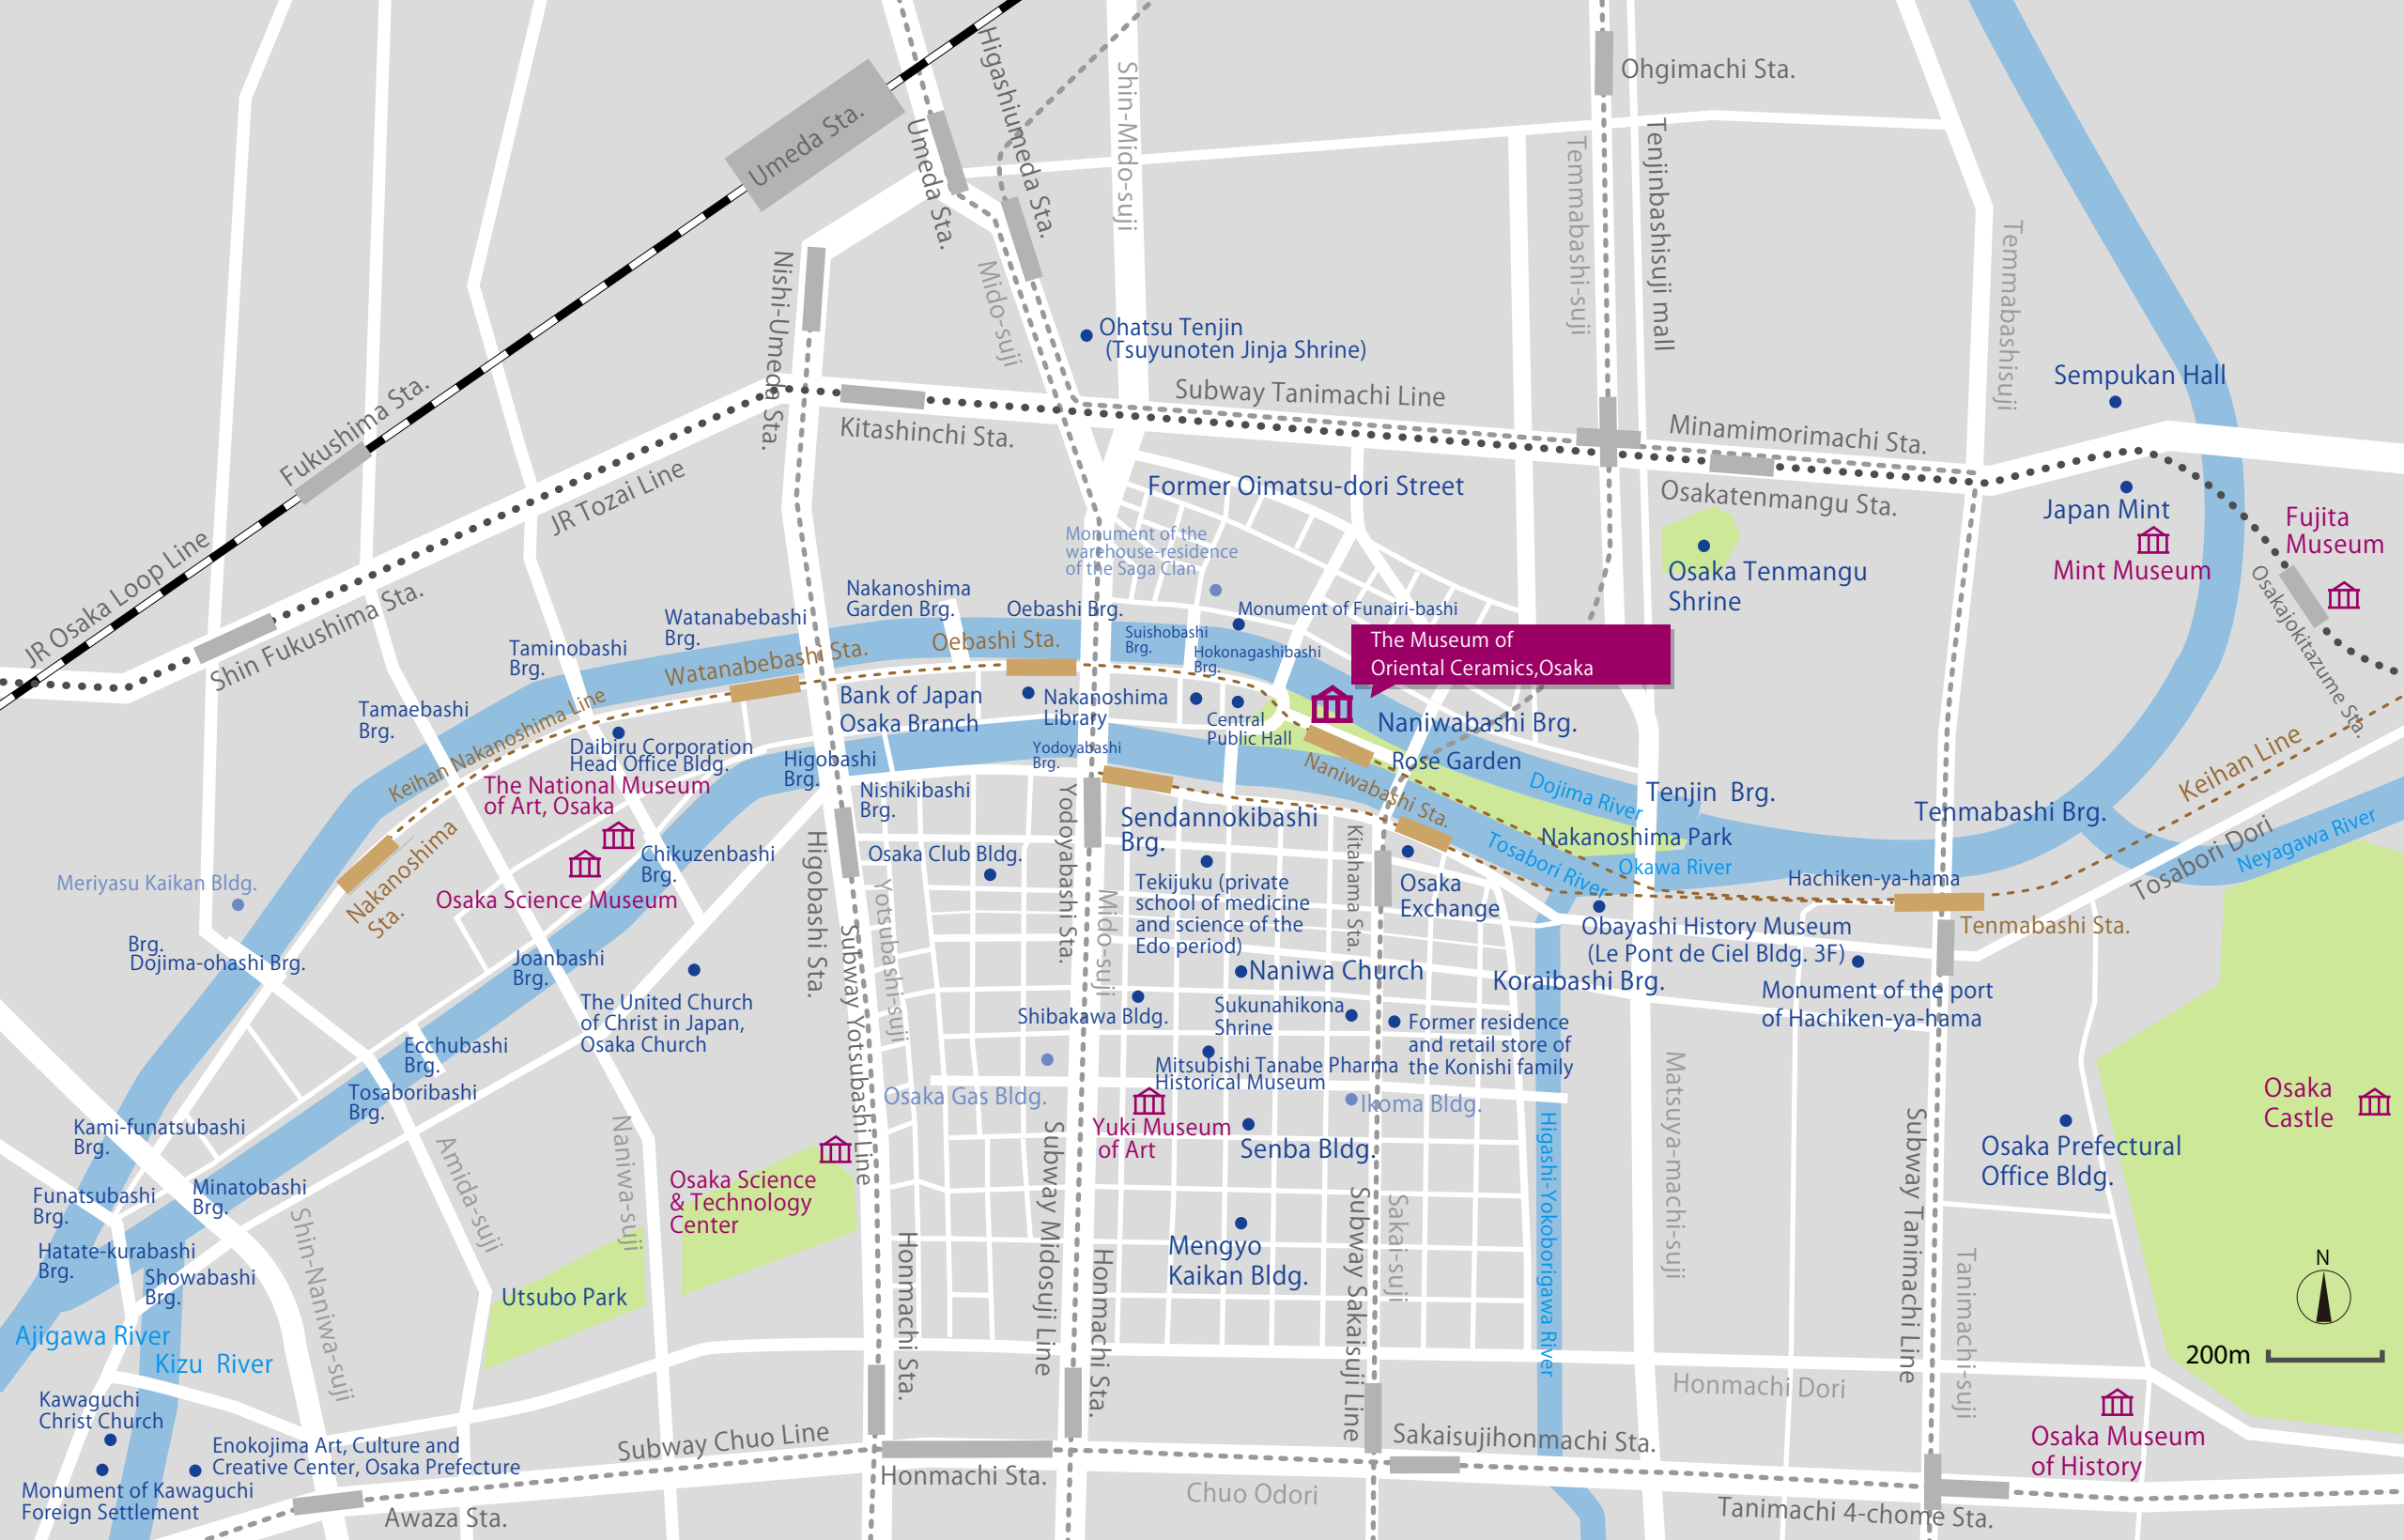 Umeda Sta.
Umeda Sta.
Higashiumeda Sta.
Shin-Mido-suji
Ohgimachi Sta.
Temmabashi-suji
Tenjinbashisuji mall
Temmabashisuji
Mido-suji
Nishi-Umeda Sta.
Ohatsu Tenjin
(Tsuyunoten Jinja Shrine)
Fukushima Sta.
JR Tozai Line
JR Osaka Loop Line
Shin Fukushima Sta.
Kitashinchi Sta.
Subway Tanimachi Line
Minamimorimachi Sta.
Osakatenmangu Sta.
Sempukan Hall
Japan Mint
Mint Museum
Fujita
Museum
Osakajokitazume Sta.
Former Oimatsu-dori Street
Monument of the
warehouse-residence
of the Saga Clan
Osaka Tenmangu
Shrine
Nakanoshima
Garden Brg.
Oebashi Brg.
Monument of Funairi-bashi
Watanabebashi
Brg.
Taminobashi
Brg.
Watanabebashi Sta.
Oebashi Sta.
Suishobashi
Brg.
Hokonagashibashi
Brg.
The Museum of
Oriental Ceramics,Osaka
Tamaebashi
Brg.
Keihan Nakanoshima Line
Bank of Japan
Osaka Branch
Nakanoshima
Library
Central
Public Hall
Naniwabashi Brg.
Daibiru Corporation
Head Office Bldg.
Higobashi
Brg.
Yodoyabashi
Brg.
Naniwabashi Sta.
Rose Garden
Dojima River
Tenjin Brg.
Keihan Line
The National Museum
of Art, Osaka
Nishikibashi
Brg.
Sendannokibashi
Brg.
Nakanoshima Park
Tenmabashi Brg.
Tosabori Dori
Neyagawa River
Nakanoshima
Sta.
Chikuzenbashi
Brg.
Osaka Science Museum
Meriyasu Kaikan Bldg.
Osaka Club Bldg.
Tosabori River
Okawa River
Hachiken-ya-hama
Tenmabashi Sta.
Higobashi Sta.
Yotsubashi-suji
Yodoyabashi Sta.
Mido-suji
Kitahama Sta.
Tekijuku (private
school of medicine
and science of the
Edo period)
Osaka
Exchange
Obayashi History Museum
(Le Pont de Ciel Bldg. 3F)
Brg.
Dojima-ohashi Brg.
Joanbashi
Brg.
The United Church
of Christ in Japan,
Osaka Church
Naniwa Church
Koraibashi Brg.
Monument of the port
of Hachiken-ya-hama
Shibakawa Bldg.
Sukunahikona
Shrine
Former residence
and retail store of
the Konishi family
Ecchubashi
Brg.
Tosaboribashi
Brg.
Mitsubishi Tanabe Pharma
Historical Museum
Osaka Gas Bldg.
Ikoma Bldg.
Yuki Museum
of Art
Senba Bldg.
Osaka
Castle
Osaka Prefectural
Office Bldg.
Kami-funatsubashi
Brg.
Amida-suji
Naniwa-suji
Subway Yotsubashi Line
Osaka Science
& Technology
Center
Funatsubashi
Brg.
Minatobashi
Brg.
Hatate-kurabashi
Brg.
Showabashi
Brg.
Shin-Naniwa-suji
Utsubo Park
Honmachi Sta.
Subway Midosuji Line
Honmachi Sta.
Mengyo
Kaikan Bldg.
Subway Sakaisuji Line
Sakai-suji
Higashi-Yokoborigawa River
Matsuya-machi-suji
Subway Tanimachi Line
Tanimachi-suji
N
200m
Ajigawa River
Kizu River
Kawaguchi
Christ Church
Enokojima Art, Culture and
Creative Center, Osaka Prefecture
Monument of Kawaguchi
Foreign Settlement
Awaza Sta.
Subway Chuo Line
Honmachi Sta.
Chuo Odori
Sakaisujihonmachi Sta.
Honmachi Dori
Tanimachi 4-chome Sta.
Osaka Museum
of History